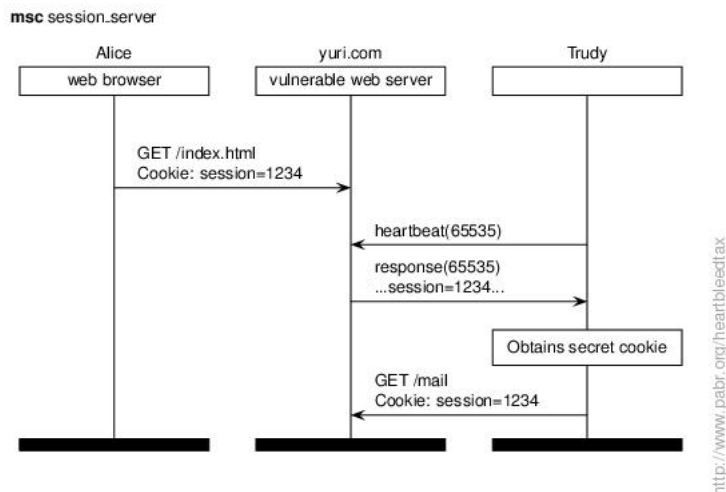 msc session_server
Alice
yuri.com
Trudy
web browser
vulnerable web server
GET /index.html
Cookie: session=1234
heartbeat(65535)
response(65535)
...session=1234...
Obtains secret cookie
GET /mail
Cookie: session=1234
http://www.pabr.org/heartbleedtax